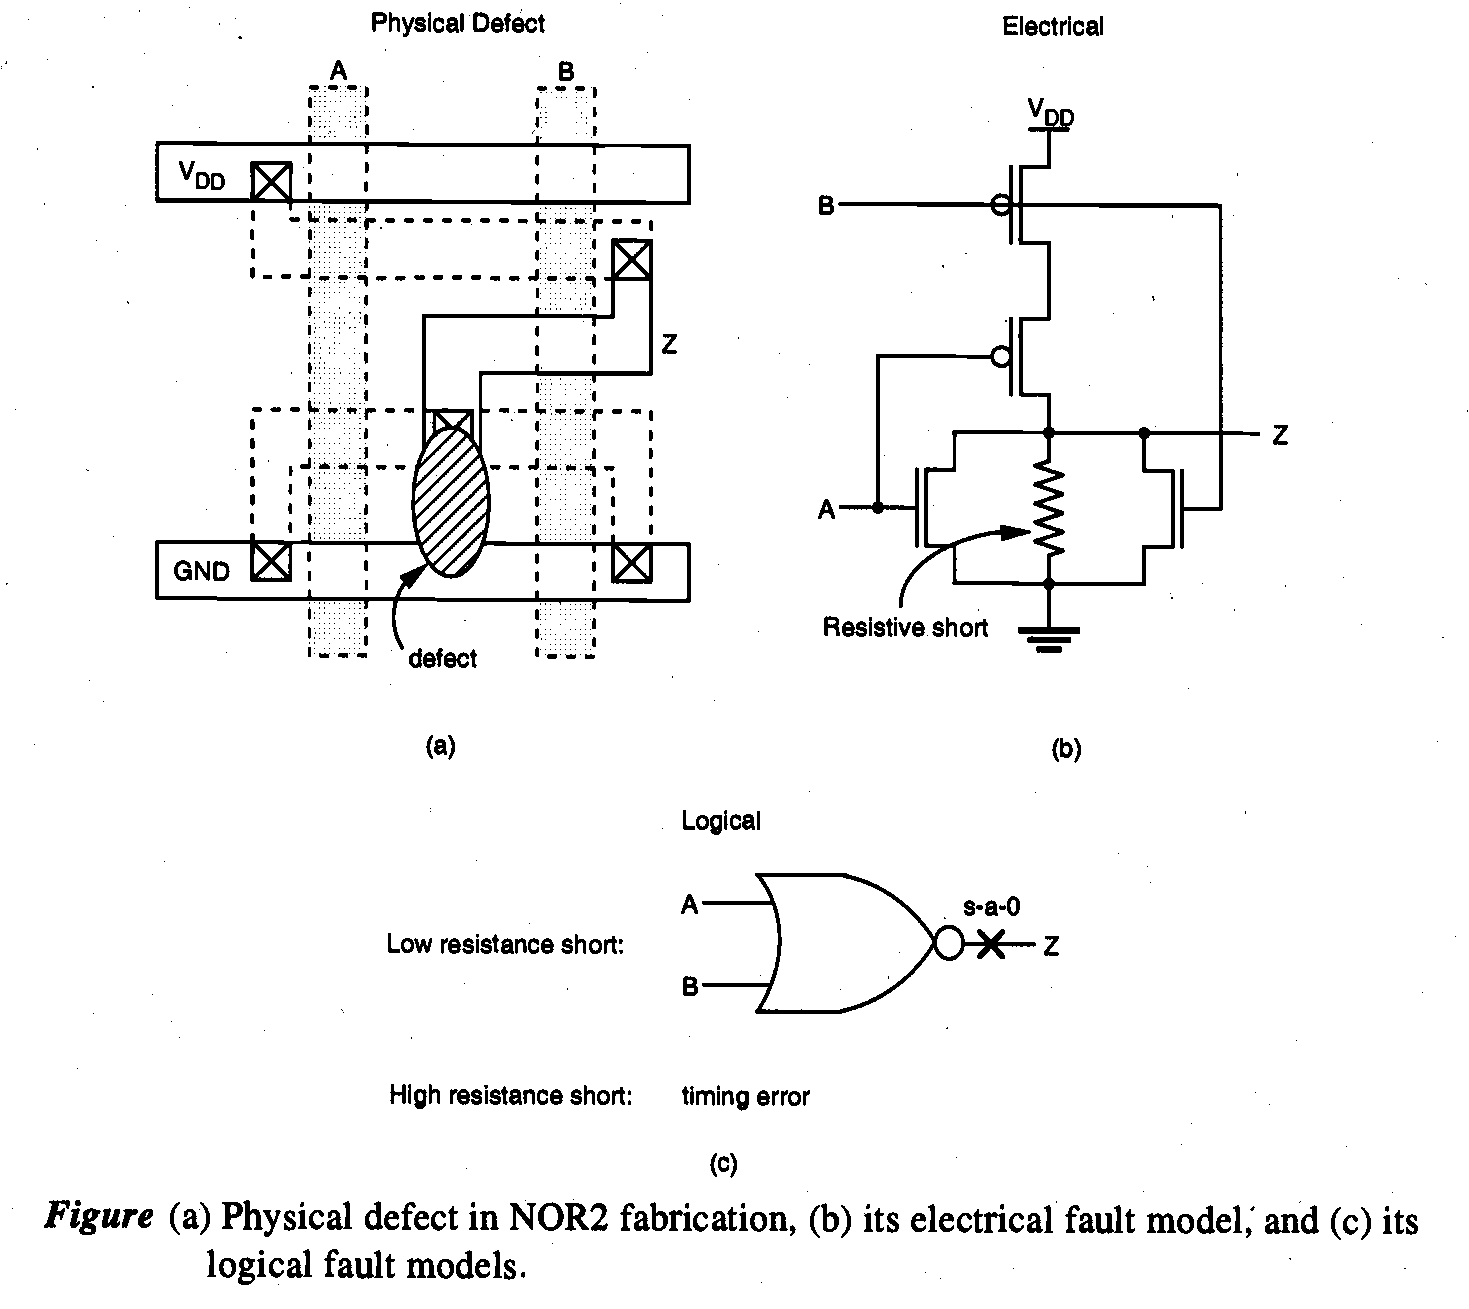 Physical Defect
A
B
VDD
Z
GND
defect
(a)
Electrical
VDD
B
Z
A
Resistive short
(b)
Logical
A
s-a-0
Low resistance short:
Z
B
High resistance short: timing error
(c)
Figure (a) Physical defect in NOR2 fabrication, (b) its electrical fault model, and (c) its
logical fault models.